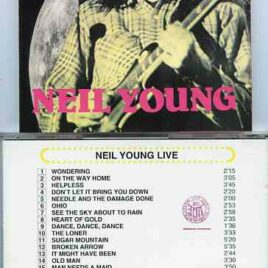 NEIL YOUNG
NEIL YOUNG LIVE
1 WONDERING 2'15
2 ON THE WAY HOME 3'05
3 HELPLESS 3'45
4 DON'T LET IT BRING YOU DOWN 2'20
5 NEEDLE AND THE DAMAGE DONE 2'00
6 OHIO 2'53
7 SEE THE SKY ABOUT TO RAIN 2'58
8 HEART OF GOLD 2'35
9 DANCE, DANCE, DANCE 1'36
10 THE LONER 3'33
11 SUGAR MOUNTAIN 5'20
12 BROKEN ARROW 5'35
13 IT MIGHT HAVE BEEN 2'44
14 OLD MAN 2'30
15 MAN NEEDS A MAID